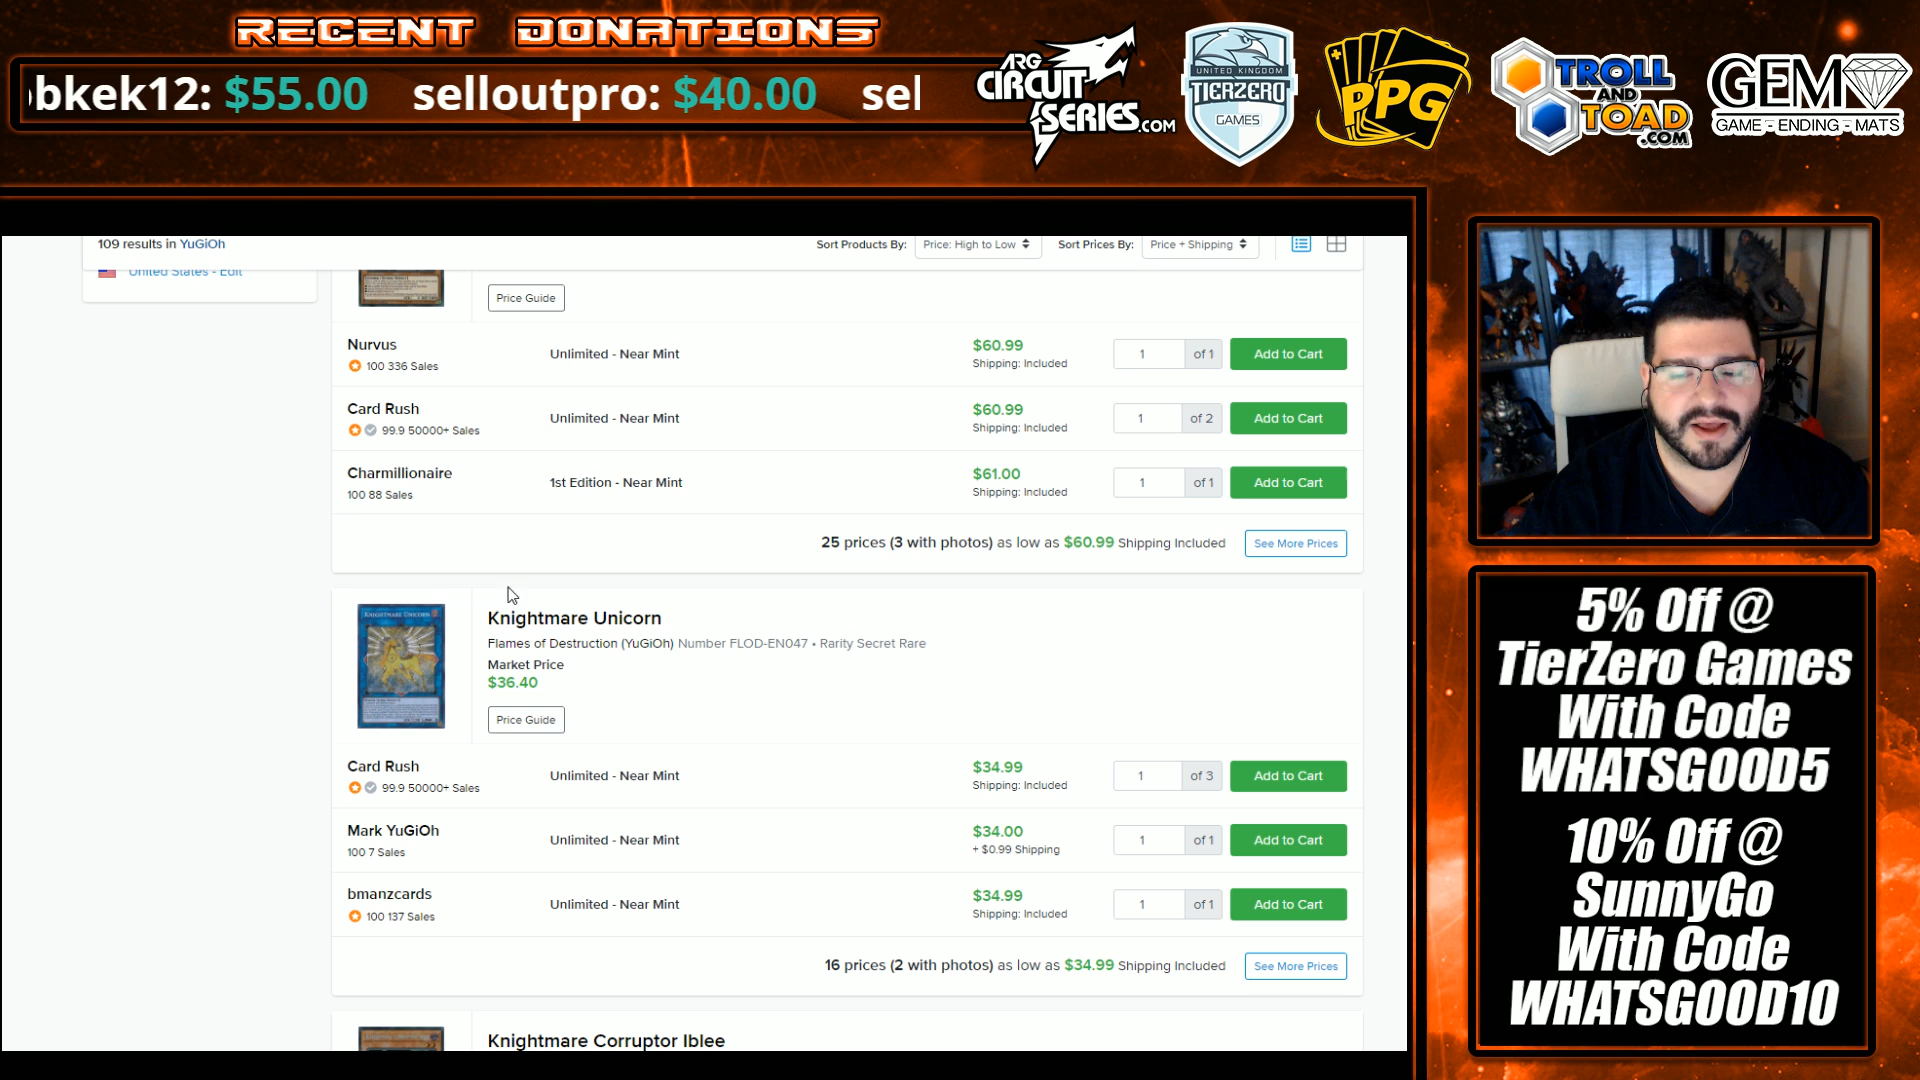 RECENT DONATIONS
bkek12: $55.00 selloutpro: $40.00 sel
ARG
CIRCUIT
SERIES.COM
UNITED KINGDOM
TIERZERO
GAMES
PPG
TROLL
AND
TOAD
.COM
GEM
GAME - ENDING - MATS
109 results in YuGiOh
Sort Products By: Price: High to Low
Sort Prices By: Price + Shipping
United States - Edit
Price Guide
Nurvus
100 336 Sales
Unlimited - Near Mint
$60.99
Shipping: Included
1 of 1
Add to Cart
Card Rush
99.9 50000+ Sales
Unlimited - Near Mint
$60.99
Shipping: Included
1 of 2
Add to Cart
Charmillionaire
100 88 Sales
1st Edition - Near Mint
$61.00
Shipping: Included
1 of 1
Add to Cart
25 prices (3 with photos) as low as $60.99 Shipping Included
See More Prices
KNIGHTMARE UNICORN
Knightmare Unicorn
Flames of Destruction (YuGiOh) Number FLOD-EN047 • Rarity Secret Rare
Market Price
$36.40
Price Guide
Card Rush
99.9 50000+ Sales
Unlimited - Near Mint
$34.99
Shipping: Included
1 of 3
Add to Cart
Mark YuGiOh
100 7 Sales
Unlimited - Near Mint
$34.00
+ $0.99 Shipping
1 of 1
Add to Cart
bmanzcards
100 137 Sales
Unlimited - Near Mint
$34.99
Shipping: Included
1 of 1
Add to Cart
16 prices (2 with photos) as low as $34.99 Shipping Included
See More Prices
Knightmare Corruptor Iblee
5% Off @
TierZero Games
With Code
WHATSGOOD5
10% Off @
SunnyGo
With Code
WHATSGOOD10